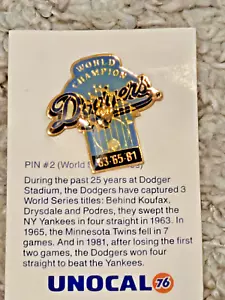 WORLD
CHAMPION
Dodgers
'63·'65·'81
PIN #2 (World
During the past 25 years at Dodger
Stadium, the Dodgers have captured 3
World Series titles: Behind Koufax,
Drysdale and Podres, they swept the
NY Yankees in four straight in 1963. In
1965, the Minnesota Twins fell in 7
games. And in 1981, after losing the first
two games, the Dodgers won four
straight to beat the Yankees.
UNOCAL 76